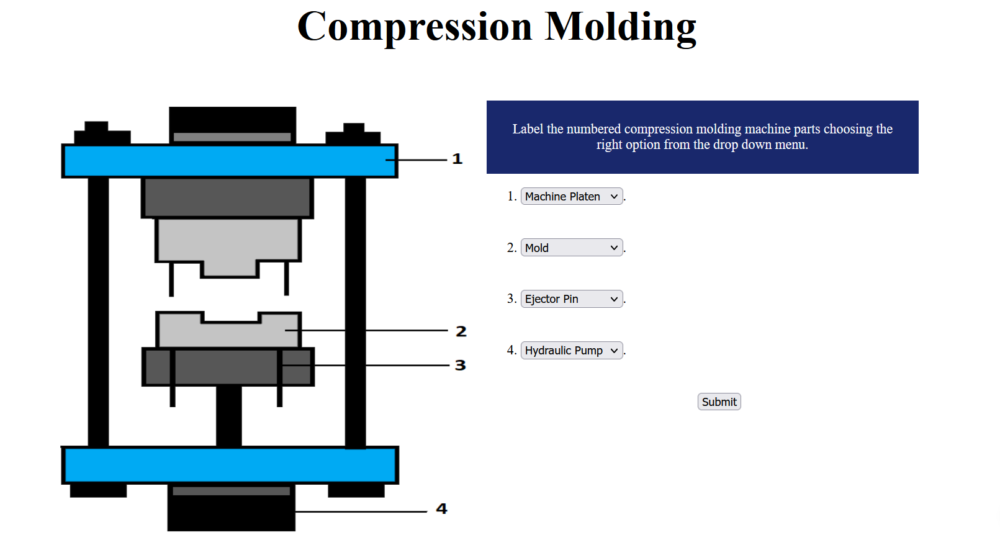 Compression Molding
1
2
3
4
Label the numbered compression molding machine parts choosing the
right option from the drop down menu.
1. Machine Platen .
2. Mold .
3. Ejector Pin .
4. Hydraulic Pump .
Submit